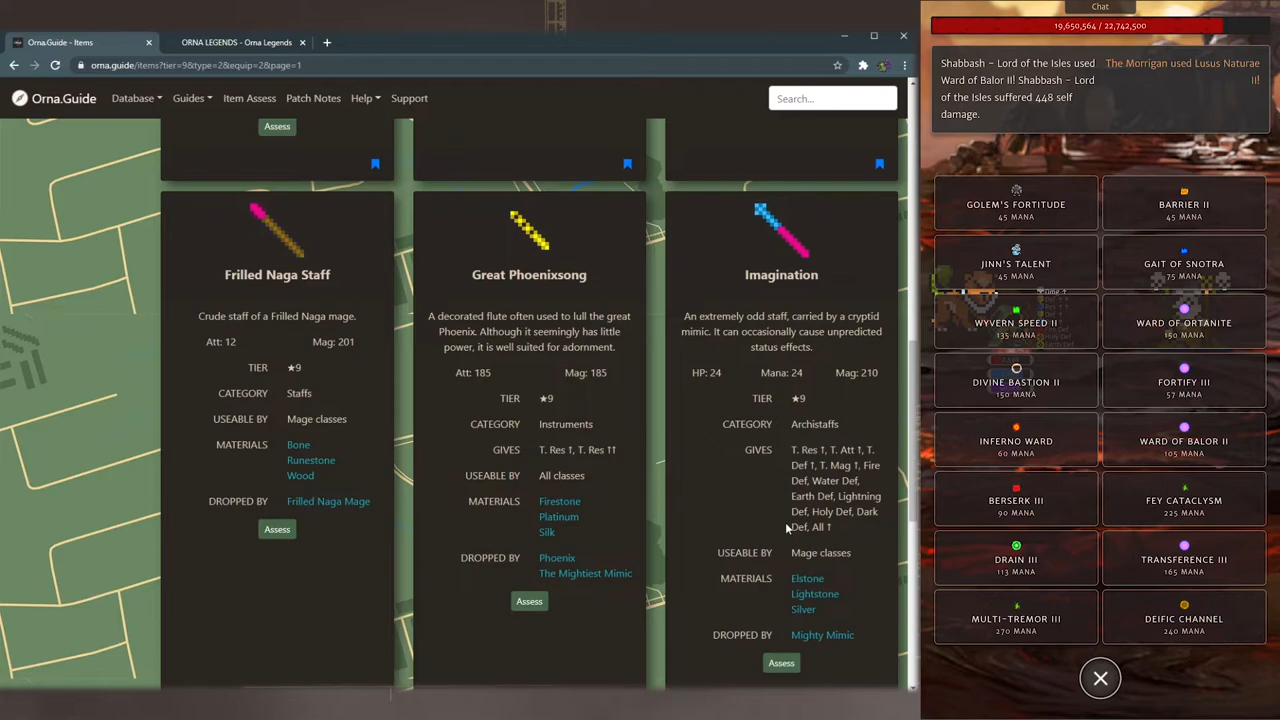 Orna.Guide - Items
ORNA LEGENDS - Orna Legends
orna.guide/items?tier=9&type=2&equip=2&page=1
Orna.Guide
Database
Guides
Item Assess
Patch Notes
Help
Support
Search...
Assess
Frilled Naga Staff
Crude staff of a Frilled Naga mage.
Att: 12 Mag: 201
TIER ★9
CATEGORY Staffs
USEABLE BY Mage classes
MATERIALS Bone
Runestone
Wood
DROPPED BY Frilled Naga Mage
Assess
Great Phoenixsong
A decorated flute often used to lull the great
Phoenix. Although it seemingly has little
power, it is well suited for adornment.
Att: 185 Mag: 185
TIER ★9
CATEGORY Instruments
GIVES T. Res ↑, T. Res ↑↑
USEABLE BY All classes
MATERIALS Firestone
Platinum
Silk
DROPPED BY Phoenix
The Mightiest Mimic
Assess
Imagination
An extremely odd staff, carried by a cryptid
mimic. It can occasionally cause unpredicted
status effects.
HP: 24 Mana: 24 Mag: 210
TIER ★9
CATEGORY Archistaffs
GIVES T. Res ↑, T. Att ↑, T.
Def ↑, T. Mag ↑, Fire
Def, Water Def,
Earth Def, Lightning
Def, Holy Def, Dark
Def, All ↑
USEABLE BY Mage classes
MATERIALS Elstone
Lightstone
Silver
DROPPED BY Mighty Mimic
Assess
Chat
19,650,564 / 22,742,500
Shabbash - Lord of the Isles used
Ward of Balor II! Shabbash - Lord
of the Isles suffered 448 self
damage.
The Morrigan used Lusus Naturae
II!
GOLEM'S FORTITUDE
45 MANA
BARRIER II
45 MANA
JINN'S TALENT
45 MANA
GAIT OF SNOTRA
75 MANA
WYVERN SPEED II
135 MANA
WARD OF ORTANITE
150 MANA
DIVINE BASTION II
150 MANA
FORTIFY III
57 MANA
INFERNO WARD
60 MANA
WARD OF BALOR II
105 MANA
BERSERK III
90 MANA
FEY CATACLYSM
225 MANA
DRAIN III
113 MANA
TRANSFERENCE III
165 MANA
MULTI-TREMOR III
270 MANA
DEIFIC CHANNEL
240 MANA